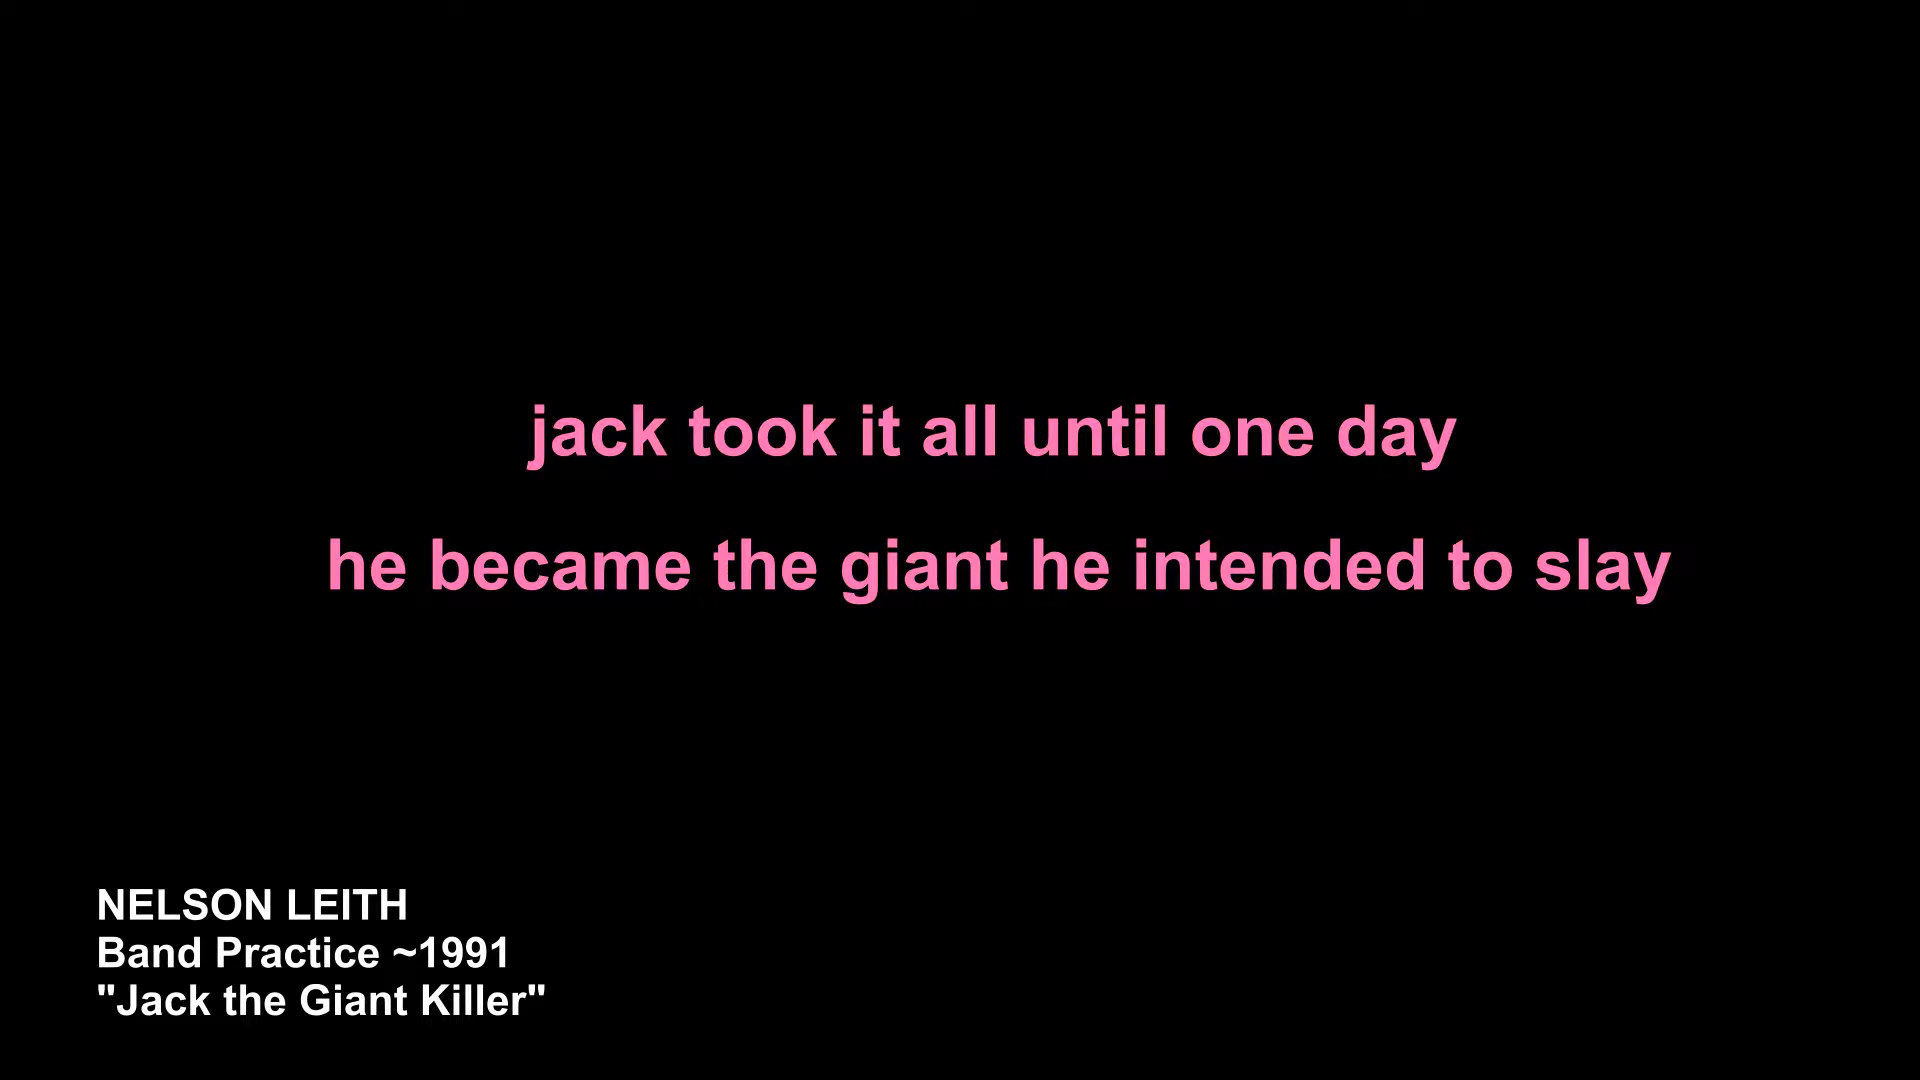 jack took it all until one day
he became the giant he intended to slay
NELSON LEITH
Band Practice ~1991
"Jack the Giant Killer"